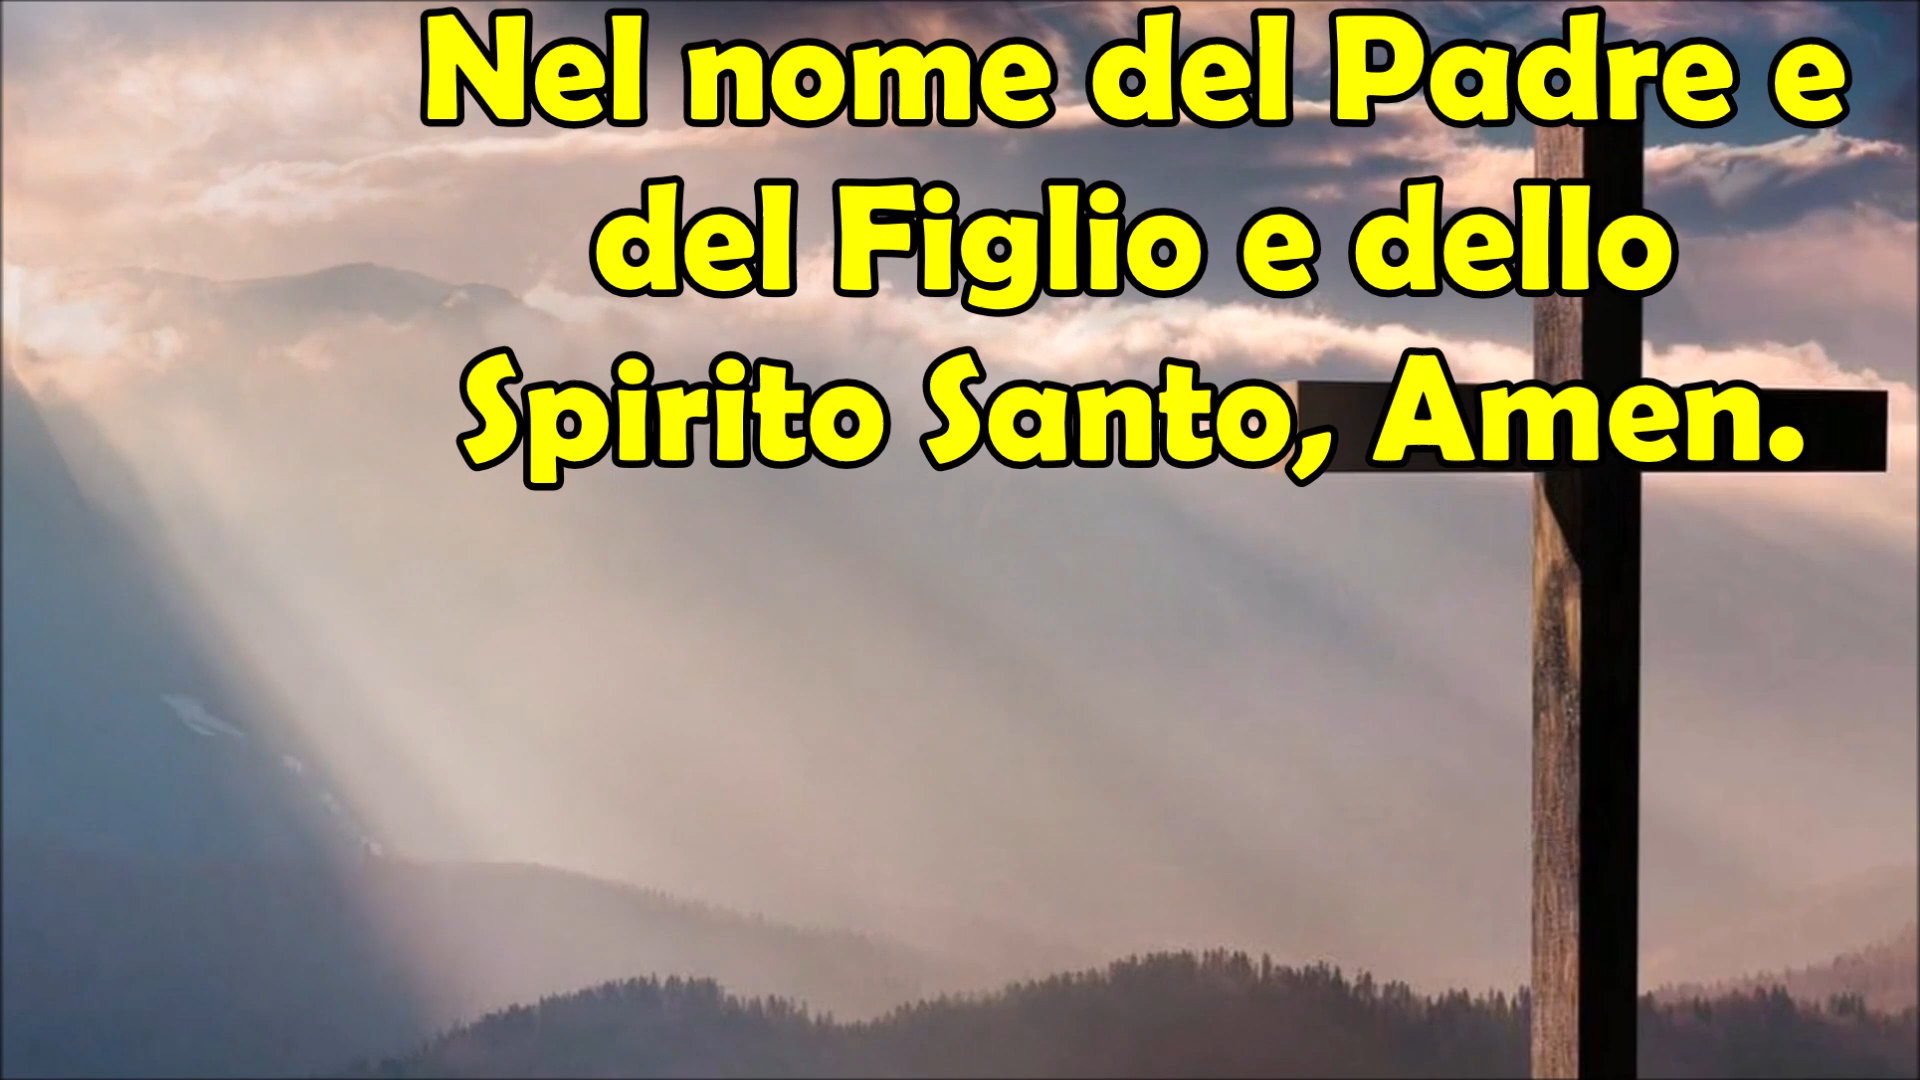 Nel nome del Padre e
del Figlio e dello
Spirito Santo, Amen.